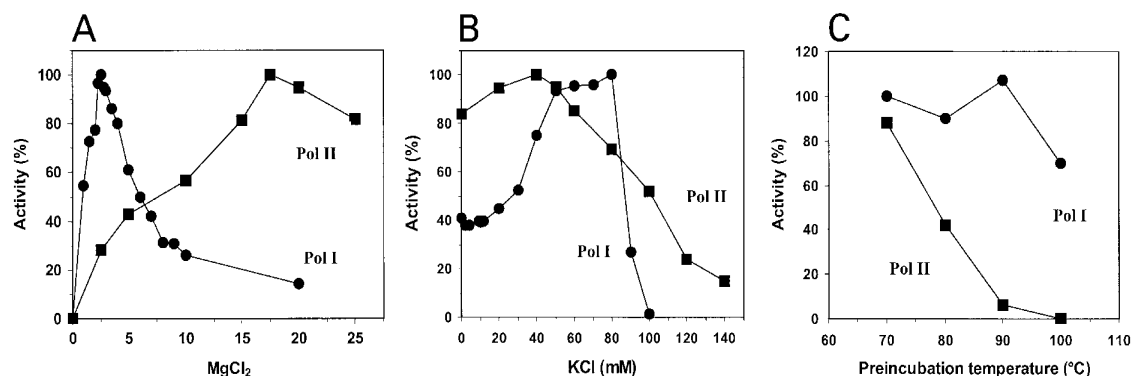 A
Activity (%)
100
80
60
40
20
0
Pol II
Pol I
0 5 10 15 20 25
MgCl₂
B
Activity (%)
100
80
60
40
20
0
Pol II
Pol I
0 20 40 60 80 100 120 140
KCl (mM)
C
Activity (%)
120
100
80
60
40
20
0
Pol I
Pol II
60 70 80 90 100 110
Preincubation temperature (°C)